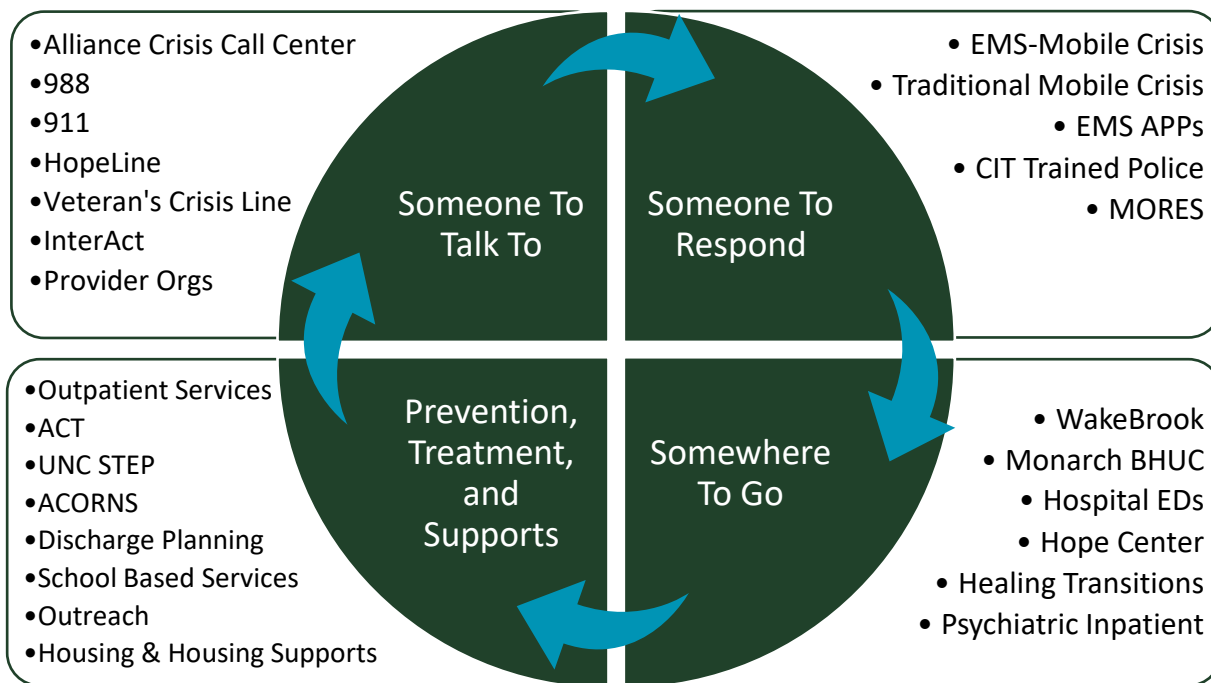 •Alliance Crisis Call Center
•988
•911
•HopeLine
•Veteran's Crisis Line
•InterAct
•Provider Orgs
Someone To
Talk To
Someone To
Respond
• EMS-Mobile Crisis
• Traditional Mobile Crisis
• EMS APPs
• CIT Trained Police
• MORES
•Outpatient Services
•ACT
•UNC STEP
•ACORNS
•Discharge Planning
•School Based Services
•Outreach
•Housing & Housing Supports
Prevention,
Treatment,
and
Supports
Somewhere
To Go
• WakeBrook
• Monarch BHUC
• Hospital EDs
• Hope Center
• Healing Transitions
• Psychiatric Inpatient